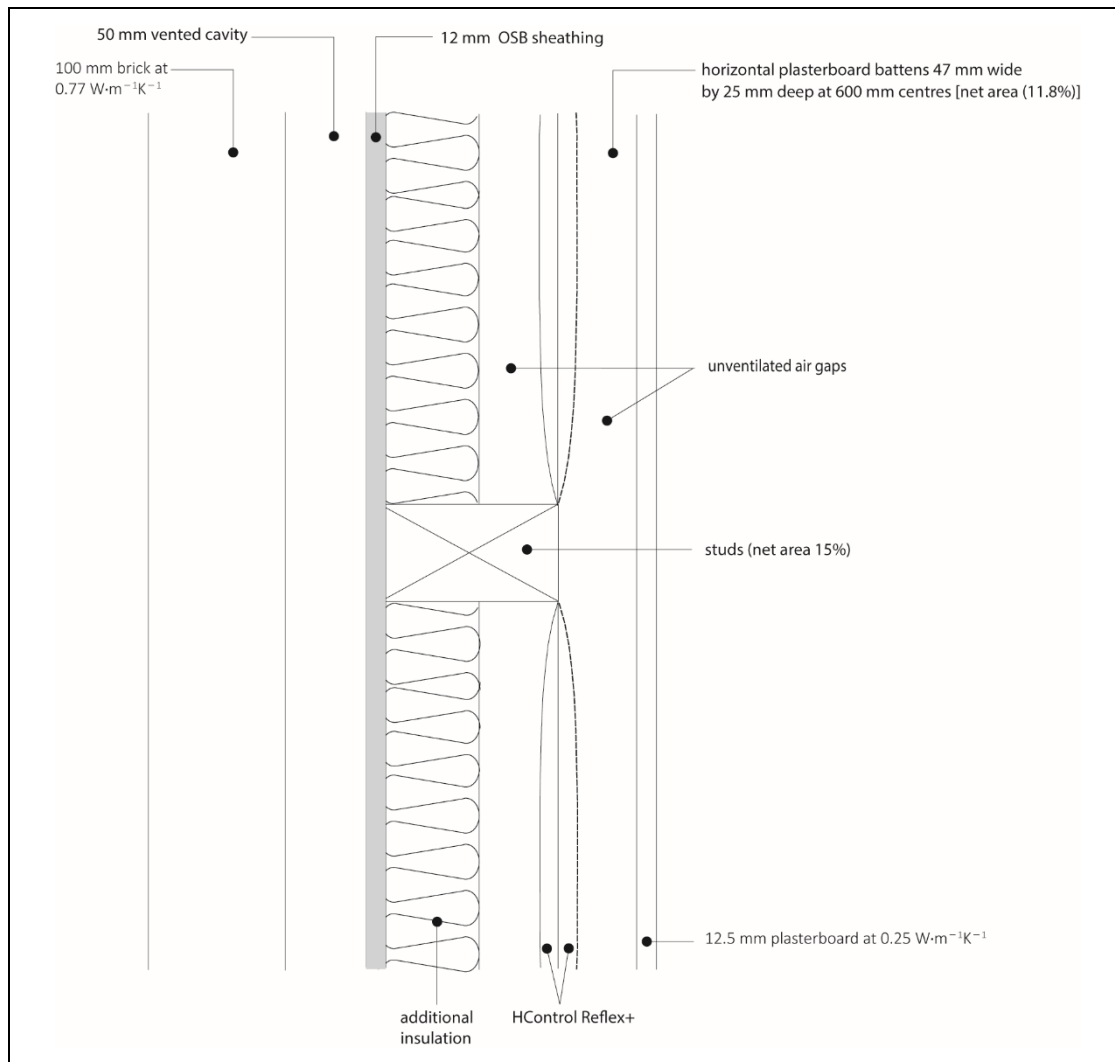 50 mm vented cavity
12 mm  OSB sheathing
100 mm brick at
0.77 W·m⁻¹K⁻¹
horizontal plasterboard battens 47 mm wide
by 25 mm deep at 600 mm centres [net area (11.8%)]
unventilated air gaps
studs (net area 15%)
12.5 mm plasterboard at 0.25 W·m⁻¹K⁻¹
additional
insulation
HControl Reflex+